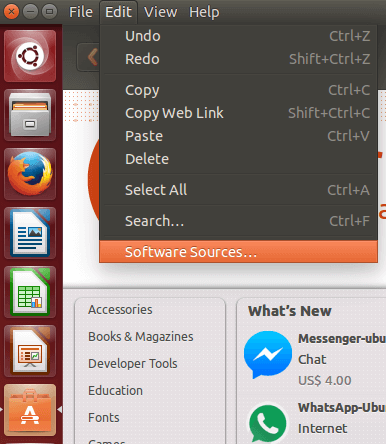 File Edit View Help
Undo Ctrl+Z
Redo Shift+Ctrl+Z
Copy Ctrl+C
Copy Web Link Shift+Ctrl+C
Paste Ctrl+V
Delete
Select All Ctrl+A
Search... Ctrl+F
Software Sources...
Accessories
Books & Magazines
Developer Tools
Education
Fonts
Games
What's New
Messenger-ubu
Chat
US$ 4.00
WhatsApp-Ubun
Internet